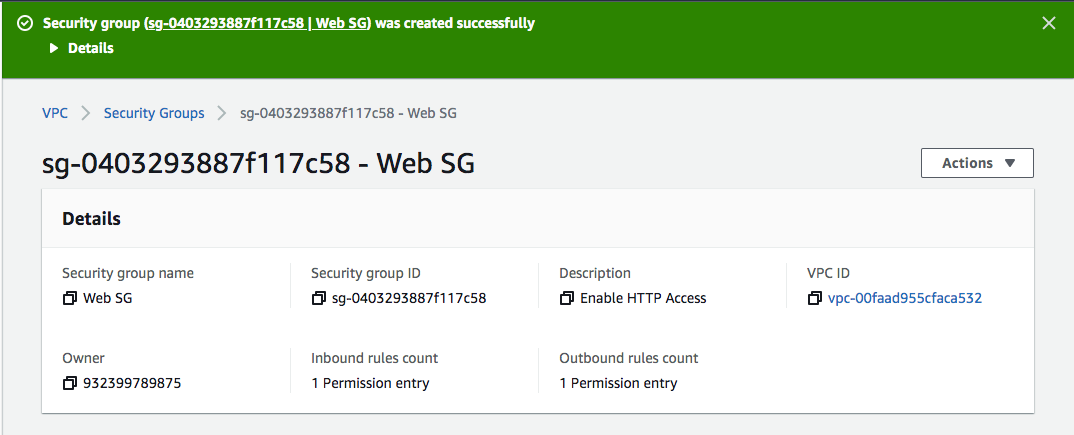 Security group (sg-0403293887f117c58 | Web SG) was created successfully
Details
VPC > Security Groups > sg-0403293887f117c58 - Web SG
sg-0403293887f117c58 - Web SG
Actions
Details
Security group name Security group ID Description VPC ID
Web SG sg-0403293887f117c58 Enable HTTP Access vpc-00faad955cfaca532
Owner Inbound rules count Outbound rules count
932399789875 1 Permission entry 1 Permission entry